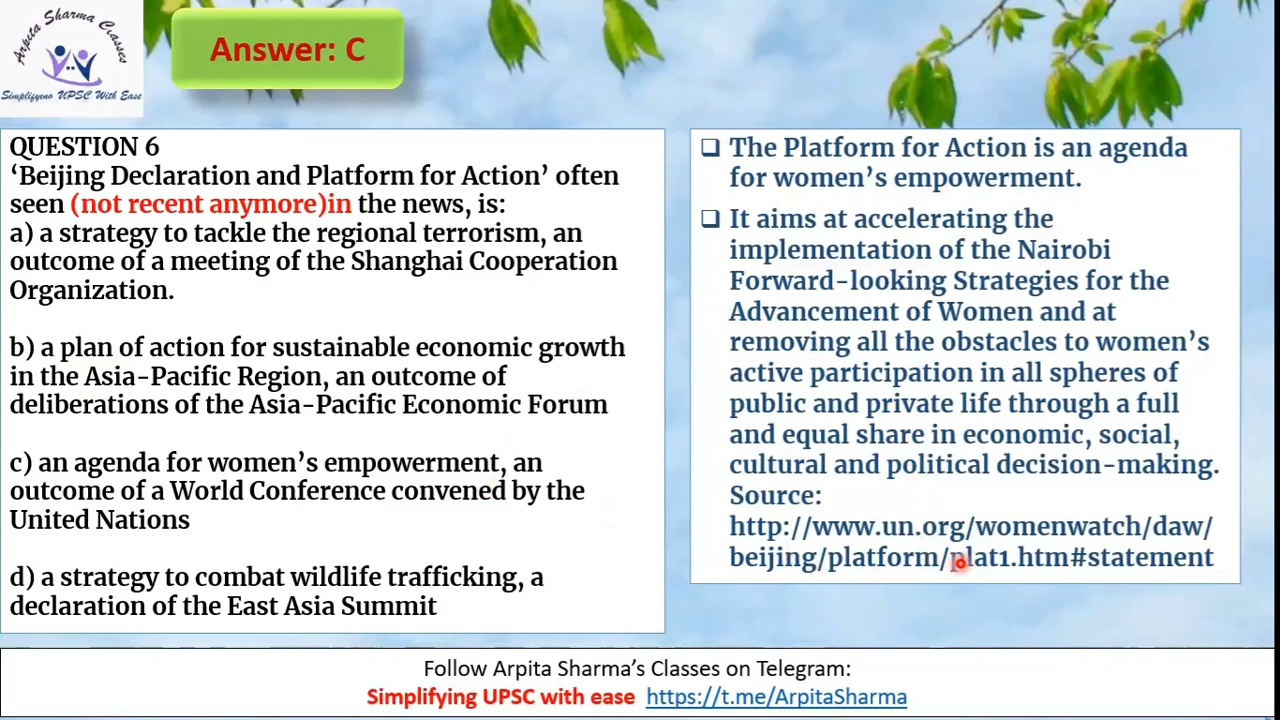 Arpita Sharma Classes
Simplifying UPSC With Ease
Answer: C
QUESTION 6
‘Beijing Declaration and Platform for Action’ often
seen (not recent anymore)in the news, is:
a) a strategy to tackle the regional terrorism, an
outcome of a meeting of the Shanghai Cooperation
Organization.
b) a plan of action for sustainable economic growth
in the Asia-Pacific Region, an outcome of
deliberations of the Asia-Pacific Economic Forum
c) an agenda for women’s empowerment, an
outcome of a World Conference convened by the
United Nations
d) a strategy to combat wildlife trafficking, a
declaration of the East Asia Summit
The Platform for Action is an agenda
for women’s empowerment.
It aims at accelerating the
implementation of the Nairobi
Forward-looking Strategies for the
Advancement of Women and at
removing all the obstacles to women’s
active participation in all spheres of
public and private life through a full
and equal share in economic, social,
cultural and political decision-making.
Source:
http://www.un.org/womenwatch/daw/
beijing/platform/plat1.htm#statement
Follow Arpita Sharma’s Classes on Telegram:
Simplifying UPSC with ease https://t.me/ArpitaSharma